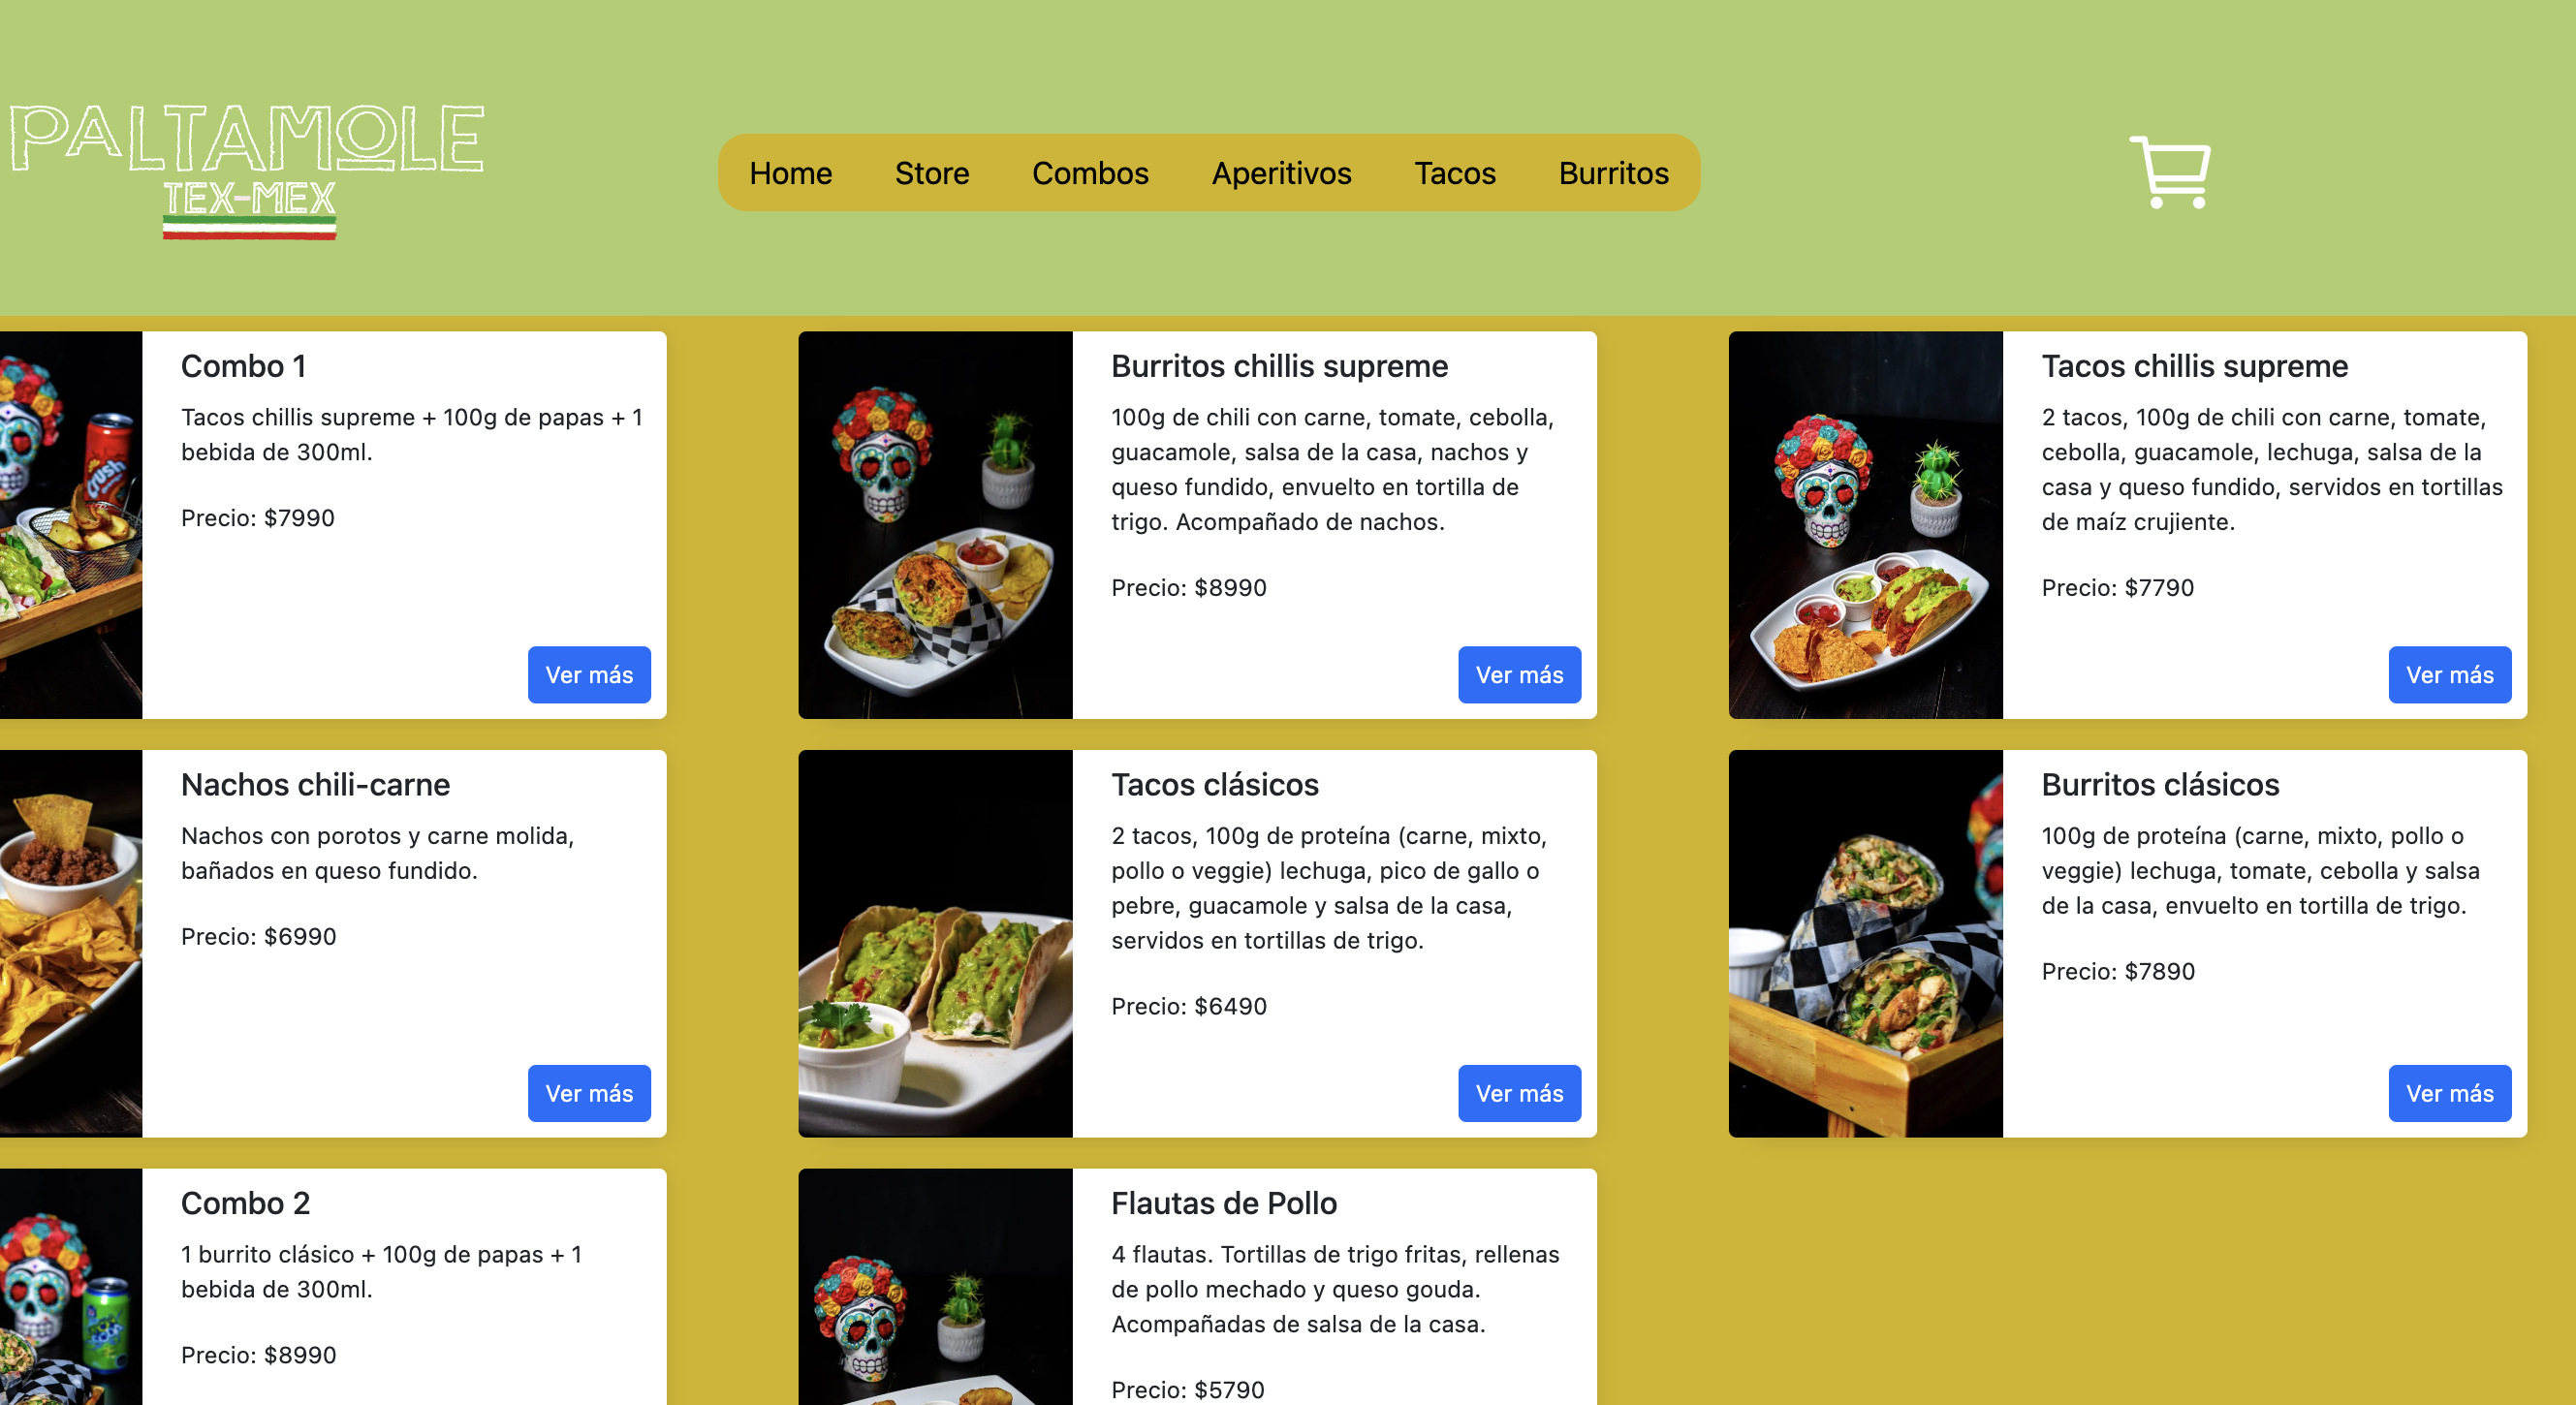 PALTAMOLE
TEX-MEX
Home Store Combos Aperitivos Tacos Burritos
Combo 1
Tacos chillis supreme + 100g de papas + 1
bebida de 300ml.
Precio: $7990
Ver más
Crush
Burritos chillis supreme
100g de chili con carne, tomate, cebolla,
guacamole, salsa de la casa, nachos y
queso fundido, envuelto en tortilla de
trigo. Acompañado de nachos.
Precio: $8990
Ver más
Tacos chillis supreme
2 tacos, 100g de chili con carne, tomate,
cebolla, guacamole, lechuga, salsa de la
casa y queso fundido, servidos en tortillas
de maíz crujiente.
Precio: $7790
Ver más
Nachos chili-carne
Nachos con porotos y carne molida,
bañados en queso fundido.
Precio: $6990
Ver más
Tacos clásicos
2 tacos, 100g de proteína (carne, mixto,
pollo o veggie) lechuga, pico de gallo o
pebre, guacamole y salsa de la casa,
servidos en tortillas de trigo.
Precio: $6490
Ver más
Burritos clásicos
100g de proteína (carne, mixto, pollo o
veggie) lechuga, tomate, cebolla y salsa
de la casa, envuelto en tortilla de trigo.
Precio: $7890
Ver más
Combo 2
1 burrito clásico + 100g de papas + 1
bebida de 300ml.
Precio: $8990
Flautas de Pollo
4 flautas. Tortillas de trigo fritas, rellenas
de pollo mechado y queso gouda.
Acompañadas de salsa de la casa.
Precio: $5790